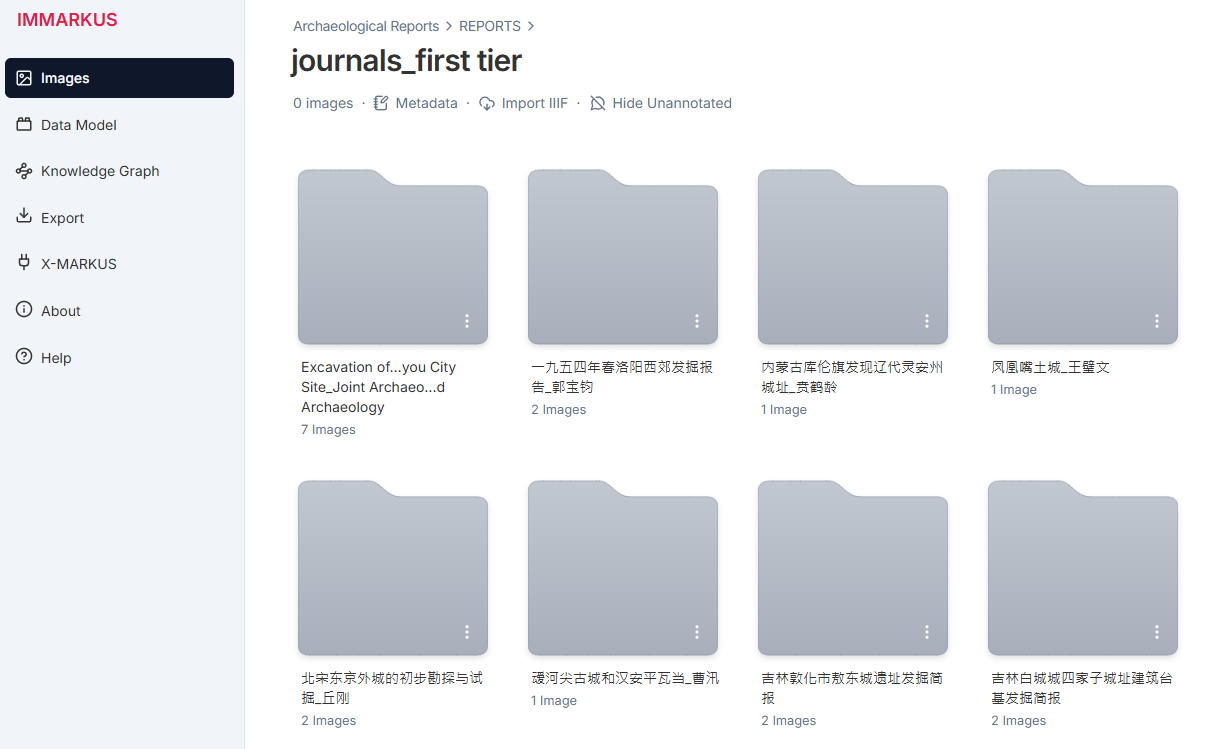 IMMARKUS
Images
Data Model
Knowledge Graph
Export
X-MARKUS
About
Help
Archaeological Reports > REPORTS >
journals_first tier
0 images · Metadata · Import IIIF · Hide Unannotated
Excavation of...you City
Site_Joint Archaeo...d
Archaeology
7 Images
一九五四年春洛阳西郊发掘报
告_郭宝钧
2 Images
内蒙古库伦旗发现辽代灵安州
城址_贲鹤龄
1 Image
凤凰嘴土城_王璧文
1 Image
北宋东京外城的初步勘探与试
掘_丘刚
2 Images
叆河尖古城和汉安平瓦当_曹汛
1 Image
吉林敦化市敖东城遗址发掘简
报
2 Images
吉林白城城四家子城址建筑台
基发掘简报
2 Images